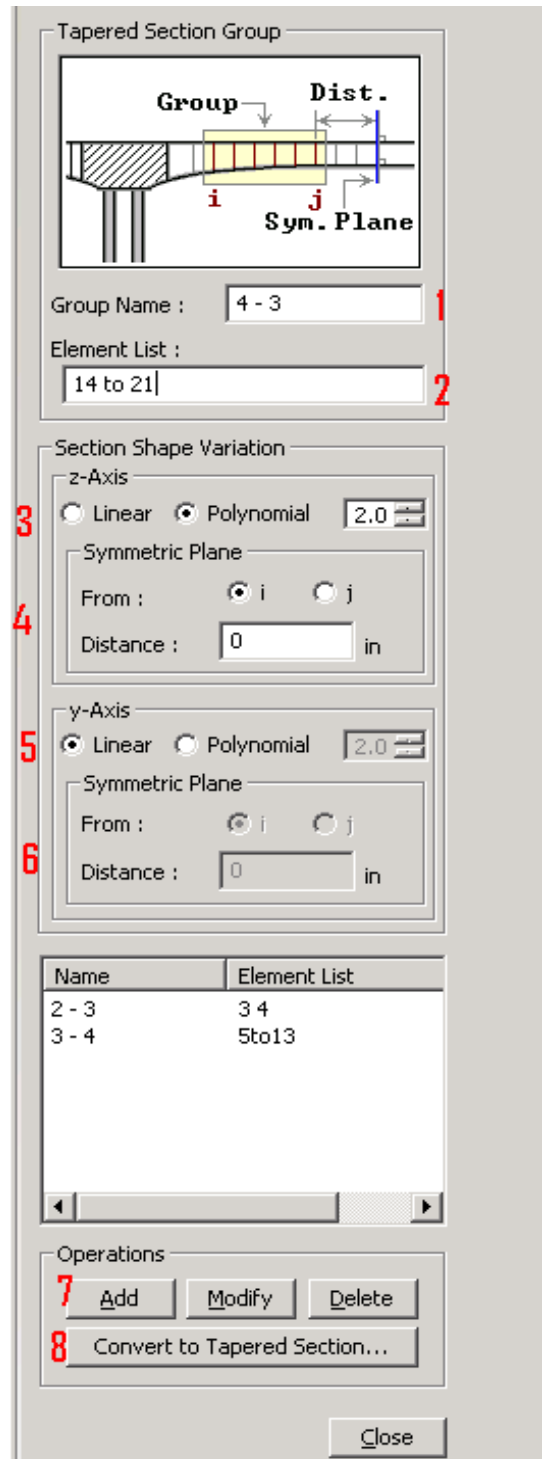 Tapered Section Group
Group
Dist.
i
j
Sym. Plane
Group Name : 4 - 3 1
Element List :
14 to 21 2
Section Shape Variation
z-Axis
3 Linear Polynomial 2.0
Symmetric Plane
4 From : i j
Distance : 0 in
y-Axis
5 Linear Polynomial 2.0
Symmetric Plane
From : i j
6 Distance : 0 in
Name Element List
2 - 3 3 4
3 - 4 5to13
Operations
7 Add Modify Delete
8 Convert to Tapered Section...
Close